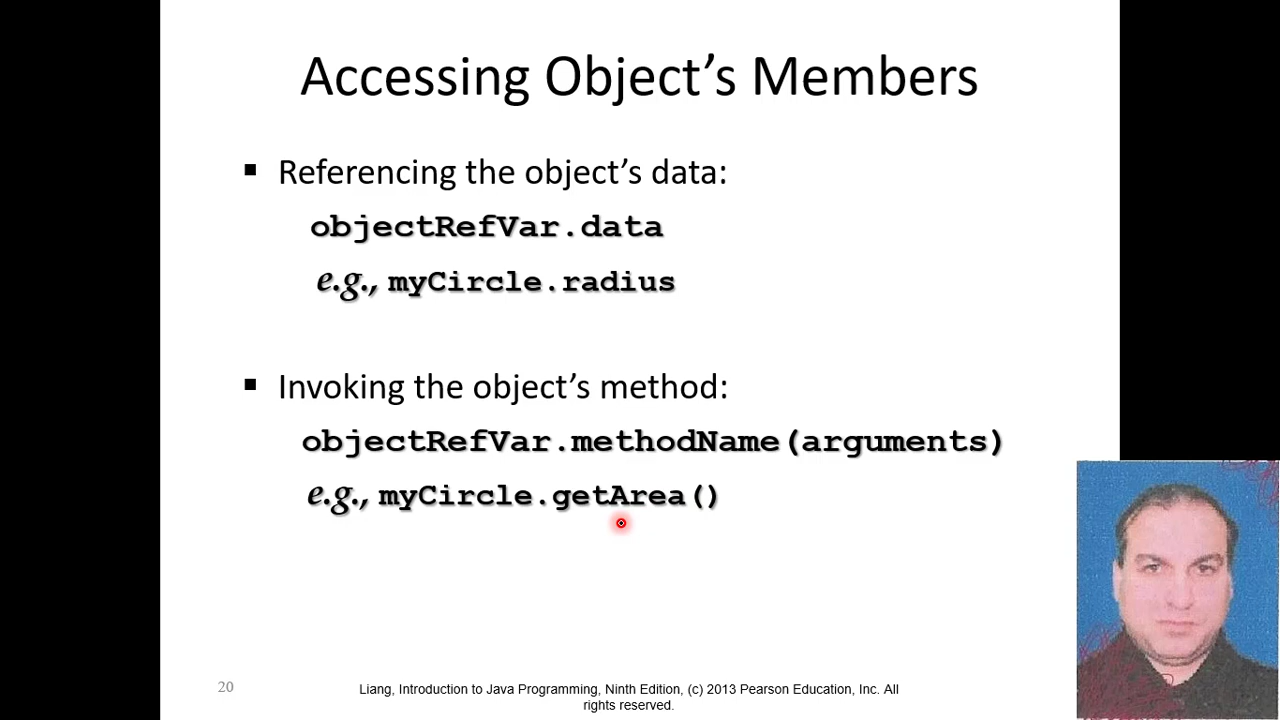 Accessing Object’s Members
▪ Referencing the object’s data:
objectRefVar.data
e.g., myCircle.radius
▪ Invoking the object’s method:
objectRefVar.methodName(arguments)
e.g., myCircle.getArea()
20
Liang, Introduction to Java Programming, Ninth Edition, (c) 2013 Pearson Education, Inc. All
rights reserved.